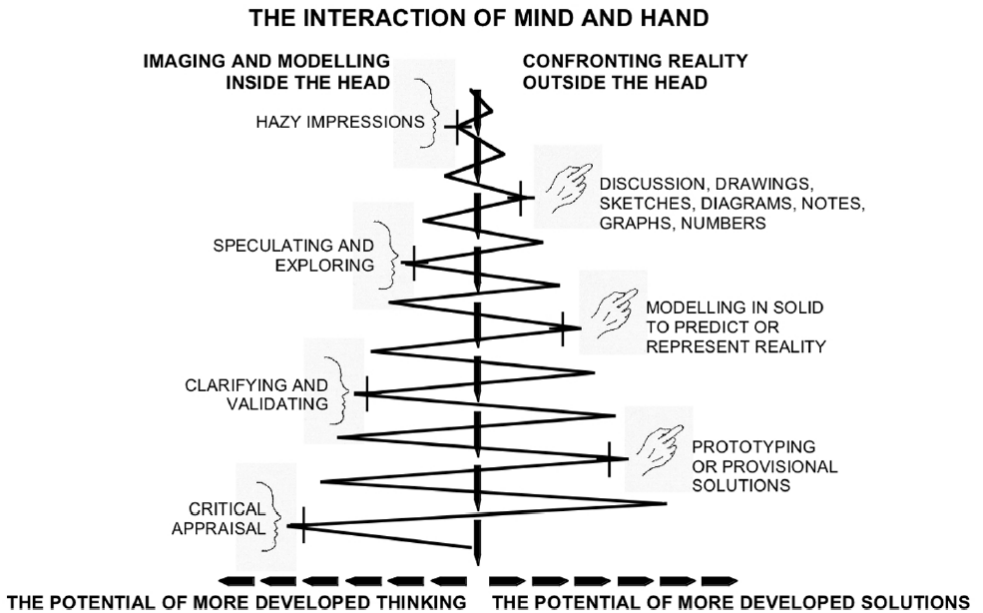 THE INTERACTION OF MIND AND HAND
IMAGING AND MODELLING
INSIDE THE HEAD
CONFRONTING REALITY
OUTSIDE THE HEAD
HAZY IMPRESSIONS
DISCUSSION, DRAWINGS,
SKETCHES, DIAGRAMS, NOTES,
GRAPHS, NUMBERS
SPECULATING AND
EXPLORING
MODELLING IN SOLID
TO PREDICT OR
REPRESENT REALITY
CLARIFYING AND
VALIDATING
PROTOTYPING
OR PROVISIONAL
SOLUTIONS
CRITICAL
APPRAISAL
THE POTENTIAL OF MORE DEVELOPED THINKING
THE POTENTIAL OF MORE DEVELOPED SOLUTIONS